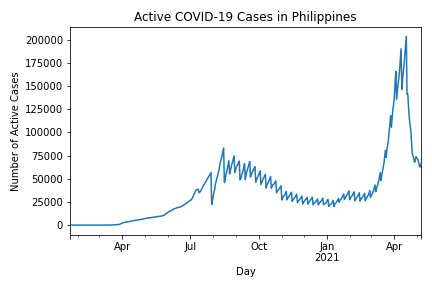 Active COVID-19 Cases in Philippines
Number of Active Cases
200000
175000
150000
125000
100000
75000
50000
25000
0
Apr
Jul
Oct
Jan
2021
Apr
Day